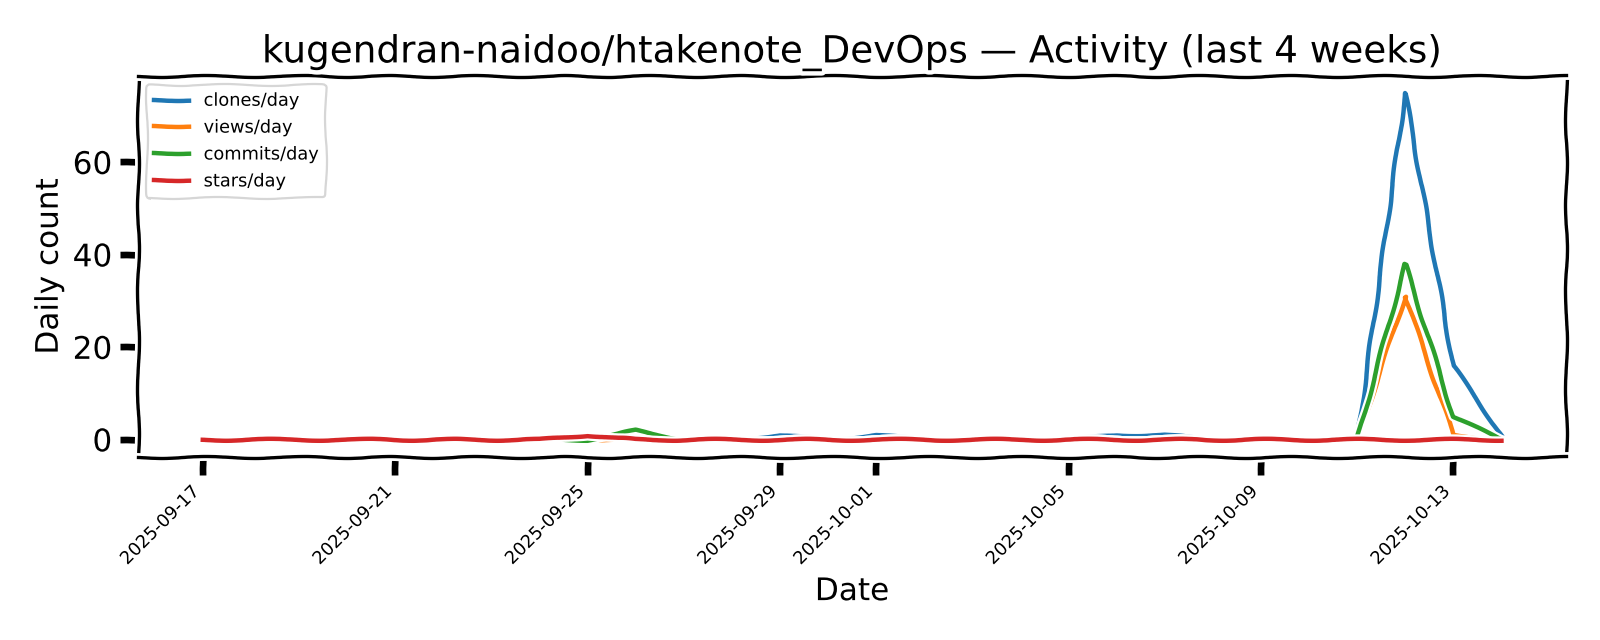 kugendran-naidoo/htakenote_DevOps — Activity (last 4 weeks)
clones/day
views/day
commits/day
stars/day
Daily count
60
40
20
0
2025-09-17
2025-09-21
2025-09-25
2025-09-29
2025-10-01
2025-10-05
2025-10-09
2025-10-13
Date